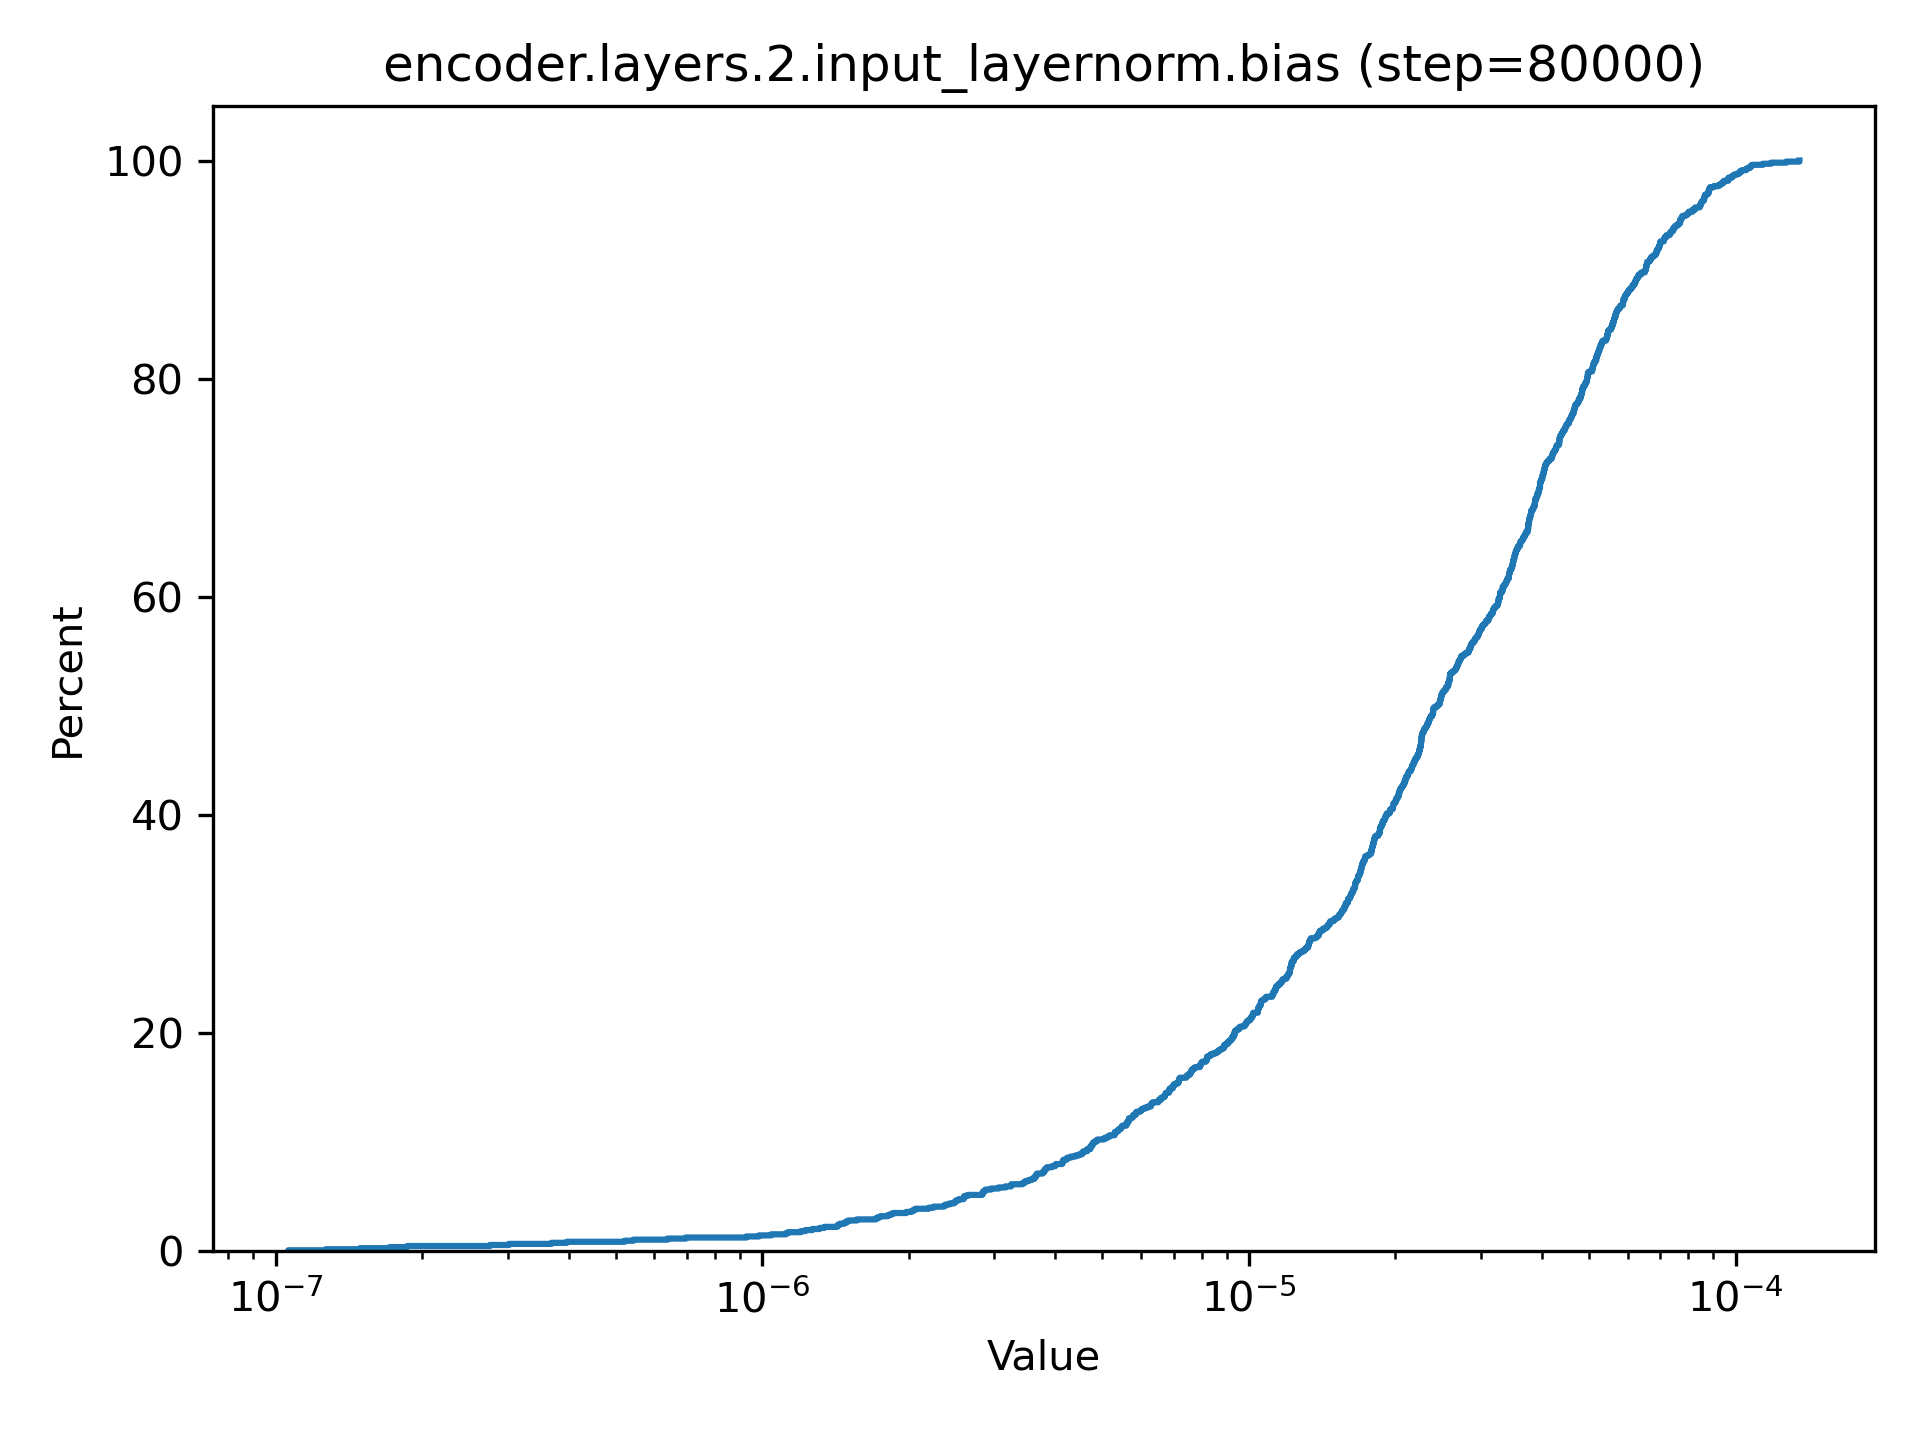 encoder.layers.2.input_layernorm.bias (step=80000)
100
80
60
40
20
0
Percent
10⁻⁷ 10⁻⁶ 10⁻⁵ 10⁻⁴
Value